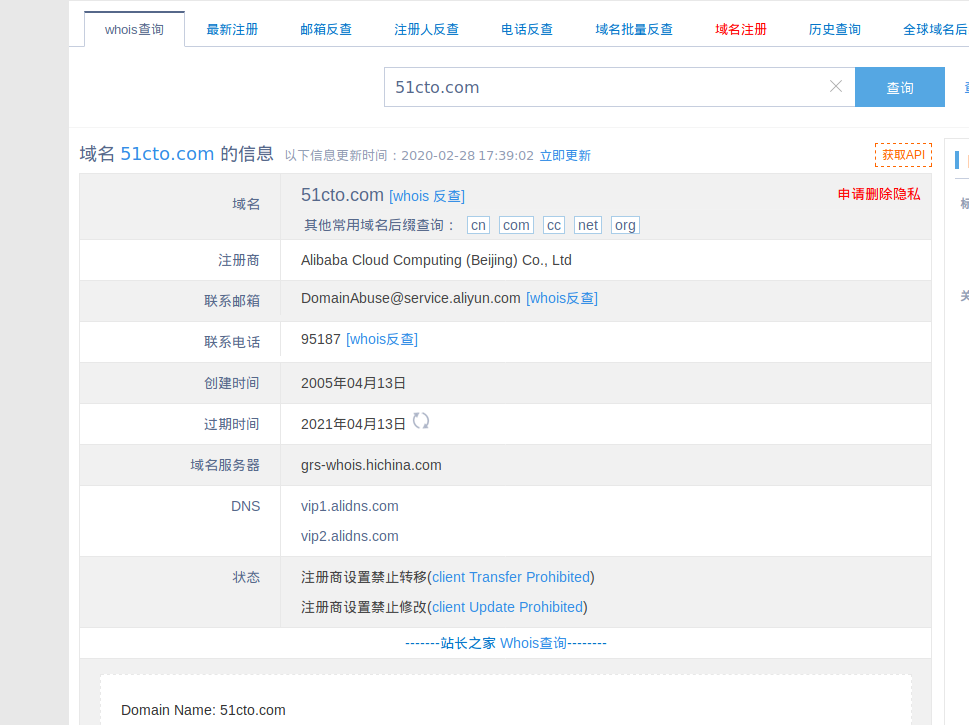 whois查询 最新注册 邮箱反查 注册人反查 电话反查 域名批量反查 域名注册 历史查询 全球域名后
51cto.com 查询
域名 51cto.com 的信息 以下信息更新时间：2020-02-28 17:39:02 立即更新 获取API
域名 51cto.com [whois 反查] 申请删除隐私
其他常用域名后缀查询： cn com cc net org
注册商 Alibaba Cloud Computing (Beijing) Co., Ltd
联系邮箱 DomainAbuse@service.aliyun.com [whois反查]
联系电话 95187 [whois反查]
创建时间 2005年04月13日
过期时间 2021年04月13日
域名服务器 grs-whois.hichina.com
DNS vip1.alidns.com
vip2.alidns.com
状态 注册商设置禁止转移(client Transfer Prohibited)
注册商设置禁止修改(client Update Prohibited)
-------站长之家 Whois查询--------
Domain Name: 51cto.com